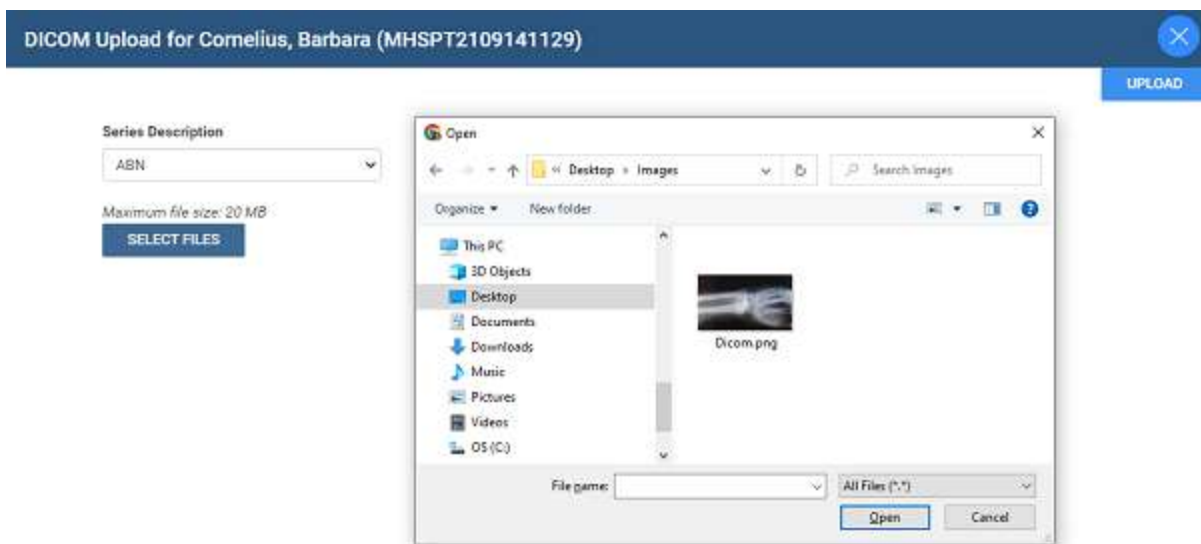 DICOM Upload for Cornelius, Barbara (MHSPT2109141129)
UPLOAD
Series Description
ABN
Maximum file size: 20 MB
SELECT FILES
Open
« Desktop › Images
Search Images
Organize
New folder
This PC
3D Objects
Desktop
Documents
Downloads
Music
Pictures
Videos
OS (C:)
Dicom.png
File name:
All Files (*.*)
Open
Cancel